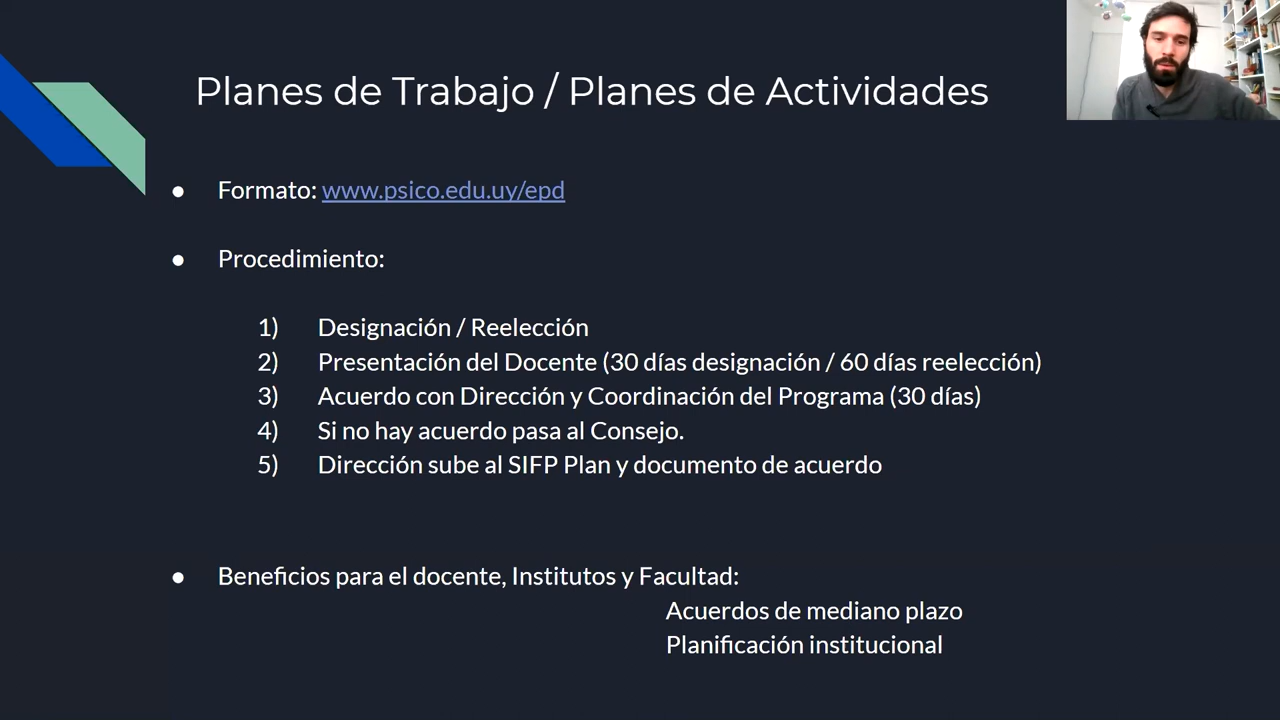 Planes de Trabajo / Planes de Actividades
● Formato: www.psico.edu.uy/epd
● Procedimiento:
1) Designación / Reelección
2) Presentación del Docente (30 días designación / 60 días reelección)
3) Acuerdo con Dirección y Coordinación del Programa (30 días)
4) Si no hay acuerdo pasa al Consejo.
5) Dirección sube al SIFP Plan y documento de acuerdo
● Beneficios para el docente, Institutos y Facultad:
Acuerdos de mediano plazo
Planificación institucional